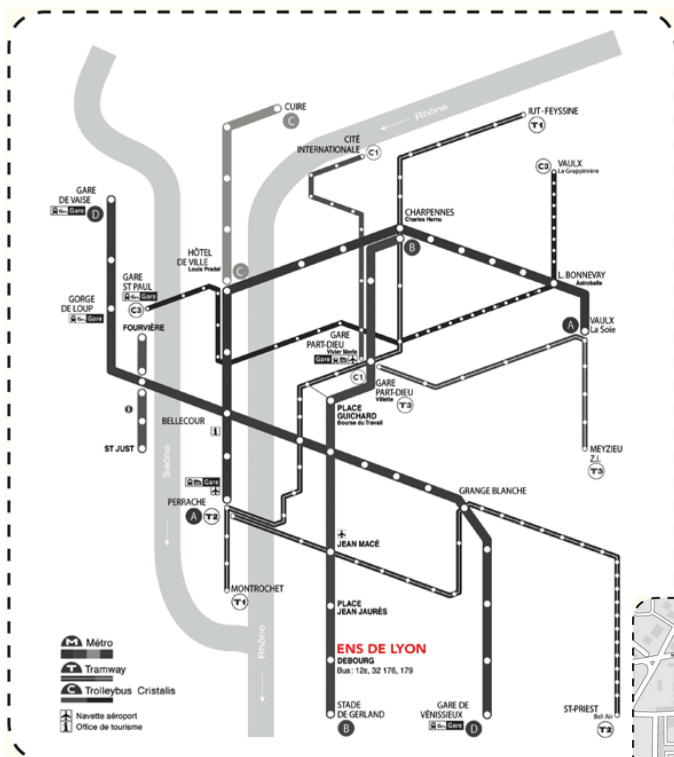 CUIRE
C
Rhône
IUT-FEYSSINE
T1
CITÉ
INTERNATIONALE
C1
C3
VAULX
La Grappinière
GARE
DE VAISE
Gare
D
CHARPENNES
Charles Hernu
B
HÔTEL
DE VILLE
Louis Pradel
C
GARE
ST PAUL
Gare
C3
L. BONNEVAY
Astroballe
GORGE
DE LOUP
Gare
FOURVIÈRE
VAULX
La Soie
A
GARE
PART-DIEU
Vivier Merle
Gare
C1
GARE
PART-DIEU
Villette
T3
PLACE
GUICHARD
Bourse du Travail
BELLECOUR
i
ST JUST
MEYZIEU
Z.I.
T3
Saône
Gare
PERRACHE
A
T2
GRANGE BLANCHE
JEAN MACÉ
MONTROCHET
T1
PLACE
JEAN JAURÈS
Rhône
ENS DE LYON
DEBOURG
Bus : 12E, 32 176, 179
M Métro
T Tramway
C Trolleybus Cristalis
Navette aéroport
i Office de tourisme
STADE
DE GERLAND
B
GARE DE
VÉNISSIEUX
Gare
D
ST-PRIEST
Bel Air
T2